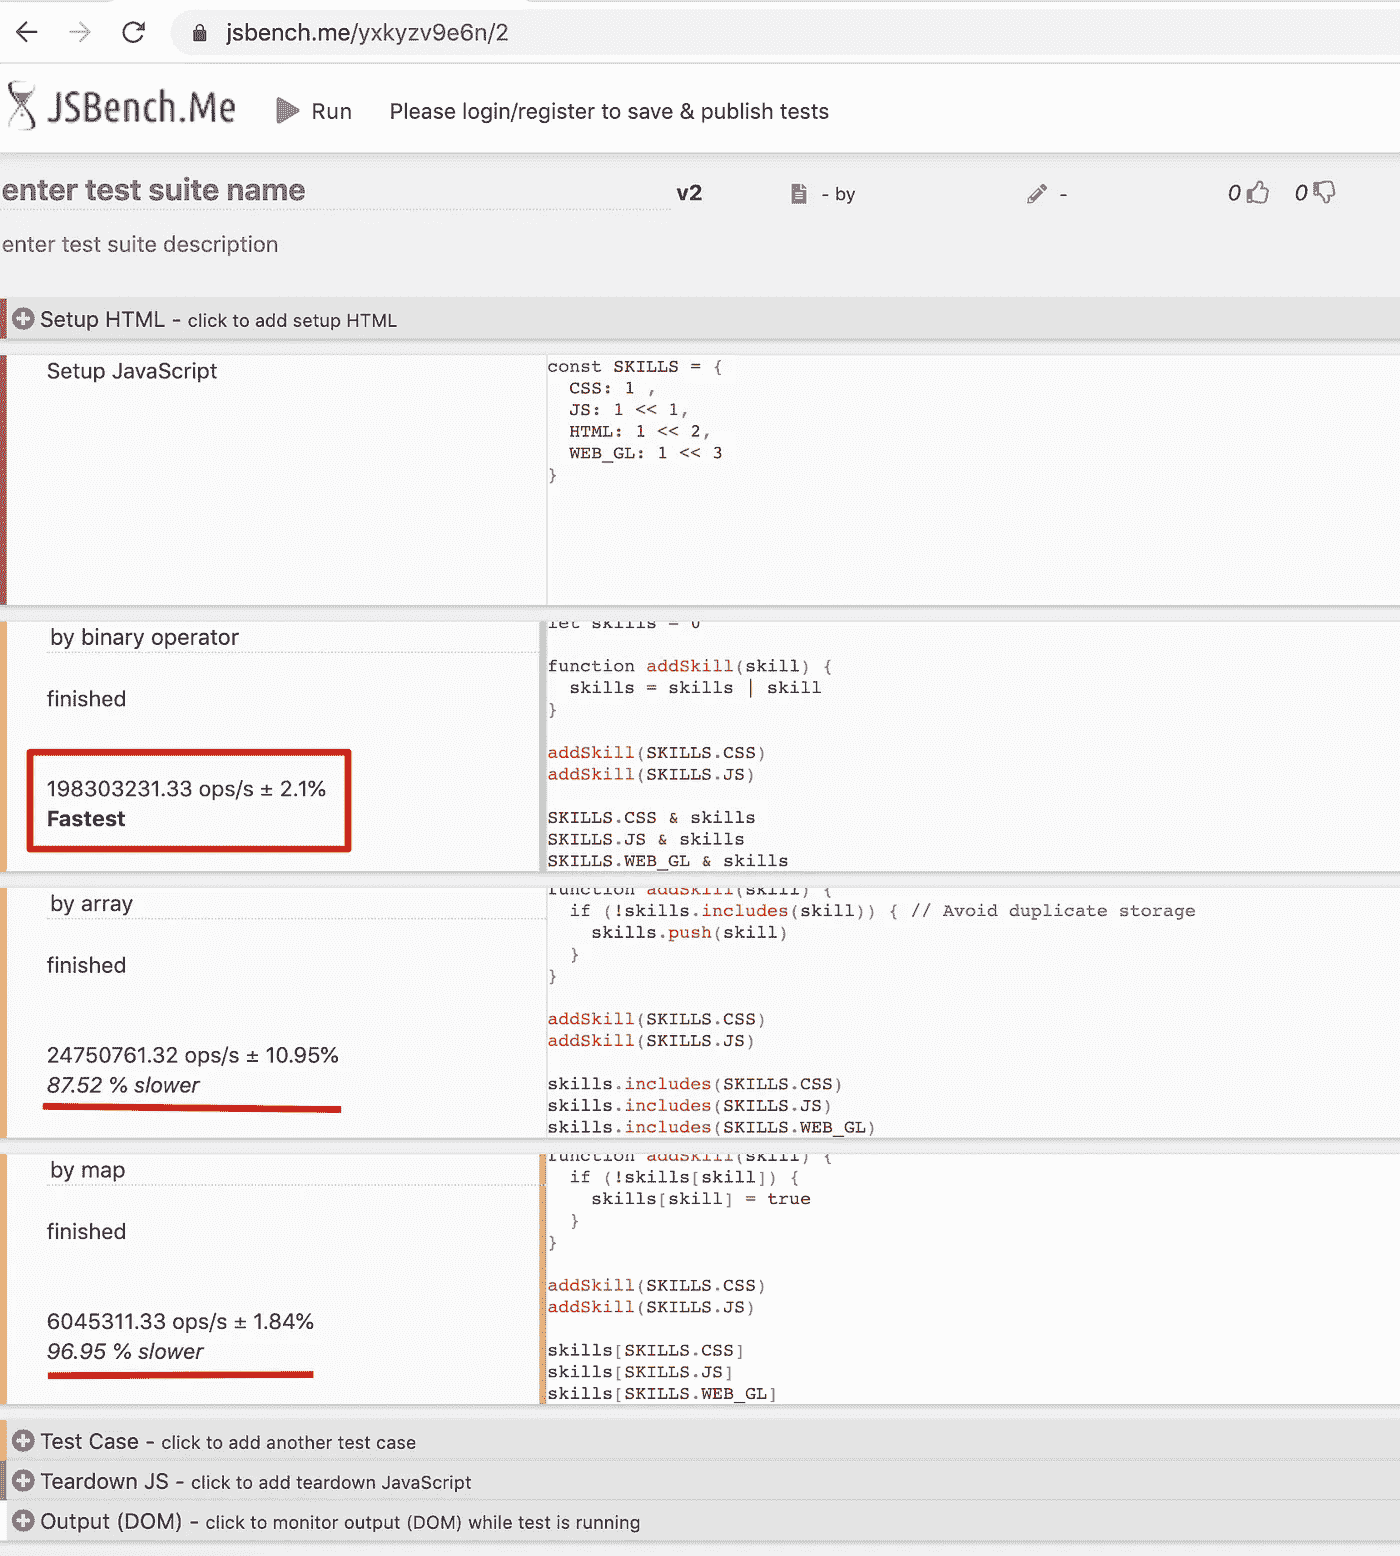 jsbench.me/yxkyzv9e6n/2
JSBench.Me Run Please login/register to save & publish tests
enter test suite name v2 - by - 0 0
enter test suite description
Setup HTML - click to add setup HTML
Setup JavaScript
const SKILLS = {
CSS: 1 ,
JS: 1 << 1,
HTML: 1 << 2,
WEB_GL: 1 << 3
}
by binary operator
finished
198303231.33 ops/s ± 2.1%
Fastest
let skills = 0
function addSkill(skill) {
skills = skills | skill
}
addSkill(SKILLS.CSS)
addSkill(SKILLS.JS)
SKILLS.CSS & skills
SKILLS.JS & skills
SKILLS.WEB_GL & skills
by array
finished
24750761.32 ops/s ± 10.95%
87.52 % slower
function addSkill(skill) {
if (!skills.includes(skill)) { // Avoid duplicate storage
skills.push(skill)
}
}
addSkill(SKILLS.CSS)
addSkill(SKILLS.JS)
skills.includes(SKILLS.CSS)
skills.includes(SKILLS.JS)
skills.includes(SKILLS.WEB_GL)
by map
finished
6045311.33 ops/s ± 1.84%
96.95 % slower
function addSkill(skill) {
if (!skills[skill]) {
skills[skill] = true
}
}
addSkill(SKILLS.CSS)
addSkill(SKILLS.JS)
skills[SKILLS.CSS]
skills[SKILLS.JS]
skills[SKILLS.WEB_GL]
Test Case - click to add another test case
Teardown JS - click to add teardown JavaScript
Output (DOM) - click to monitor output (DOM) while test is running